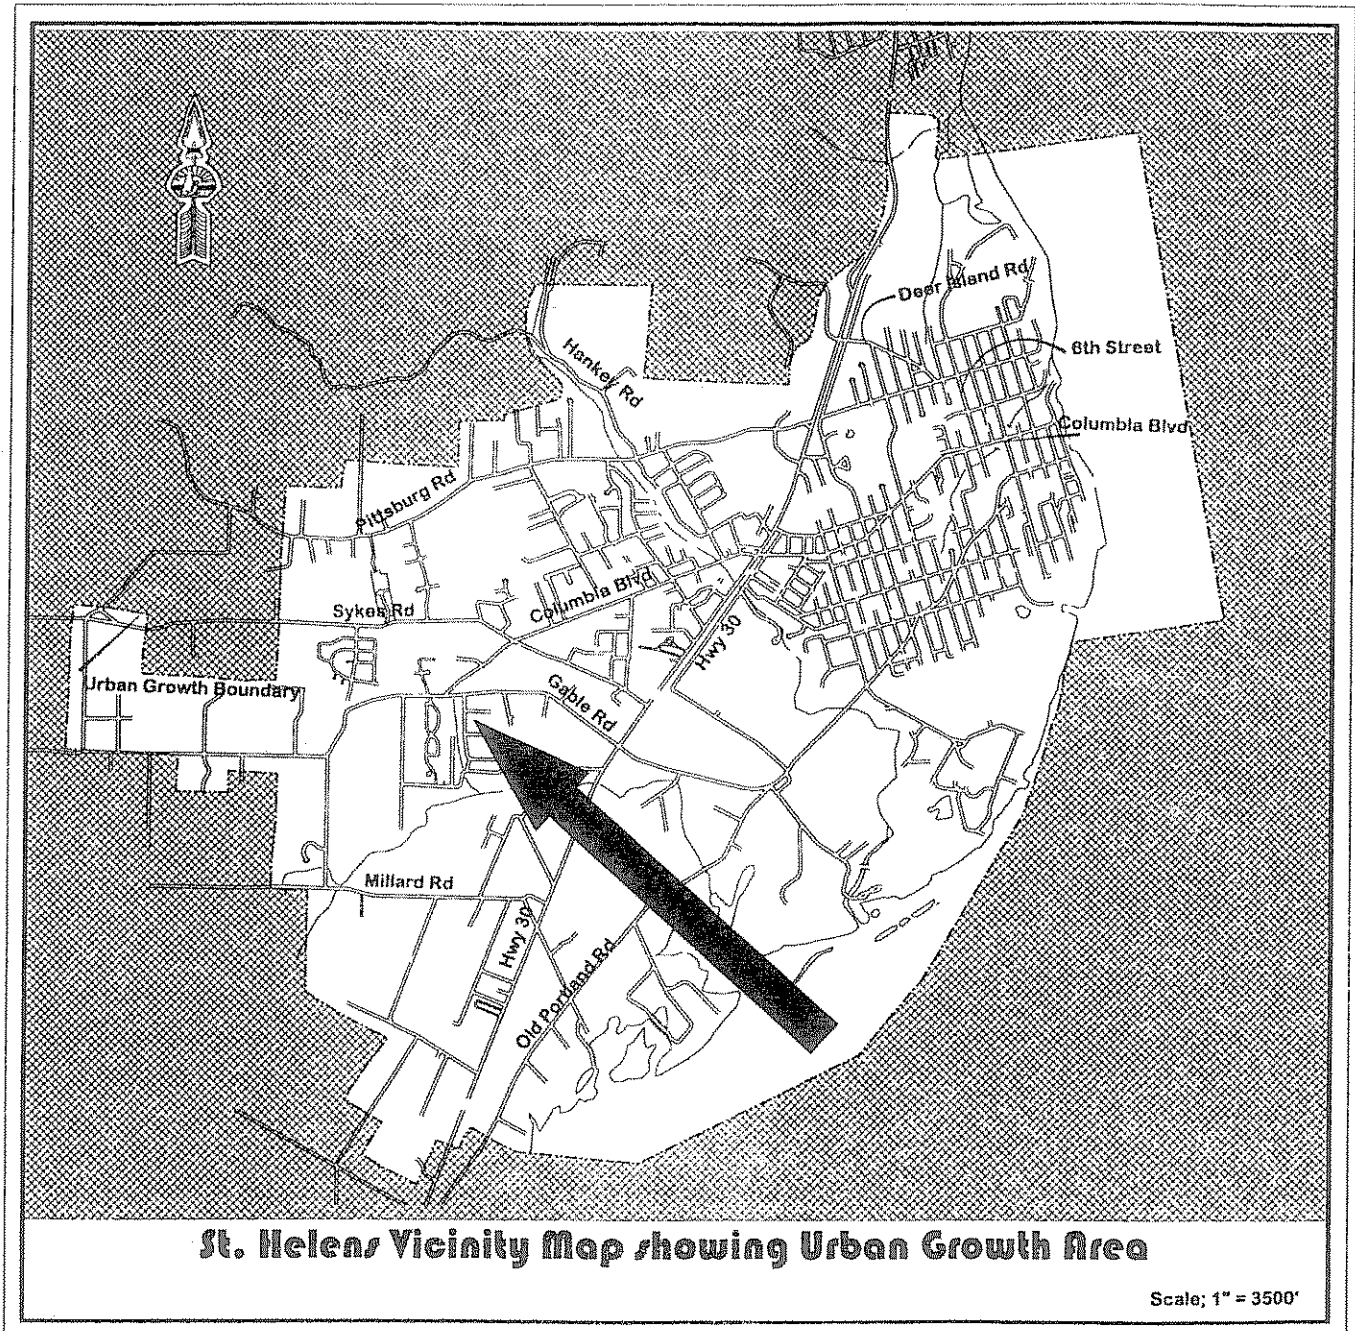 Deer Island Rd
6th Street
Hankey Rd
Columbia Blvd
Pittsburg Rd
Sykes Rd
Columbia Blvd
Hwy 30
Urban Growth Boundary
Gable Rd
Millard Rd
Hwy 30
Old Portland Rd
St. Helens Vicinity Map showing Urban Growth Area
Scale; 1" = 3500'